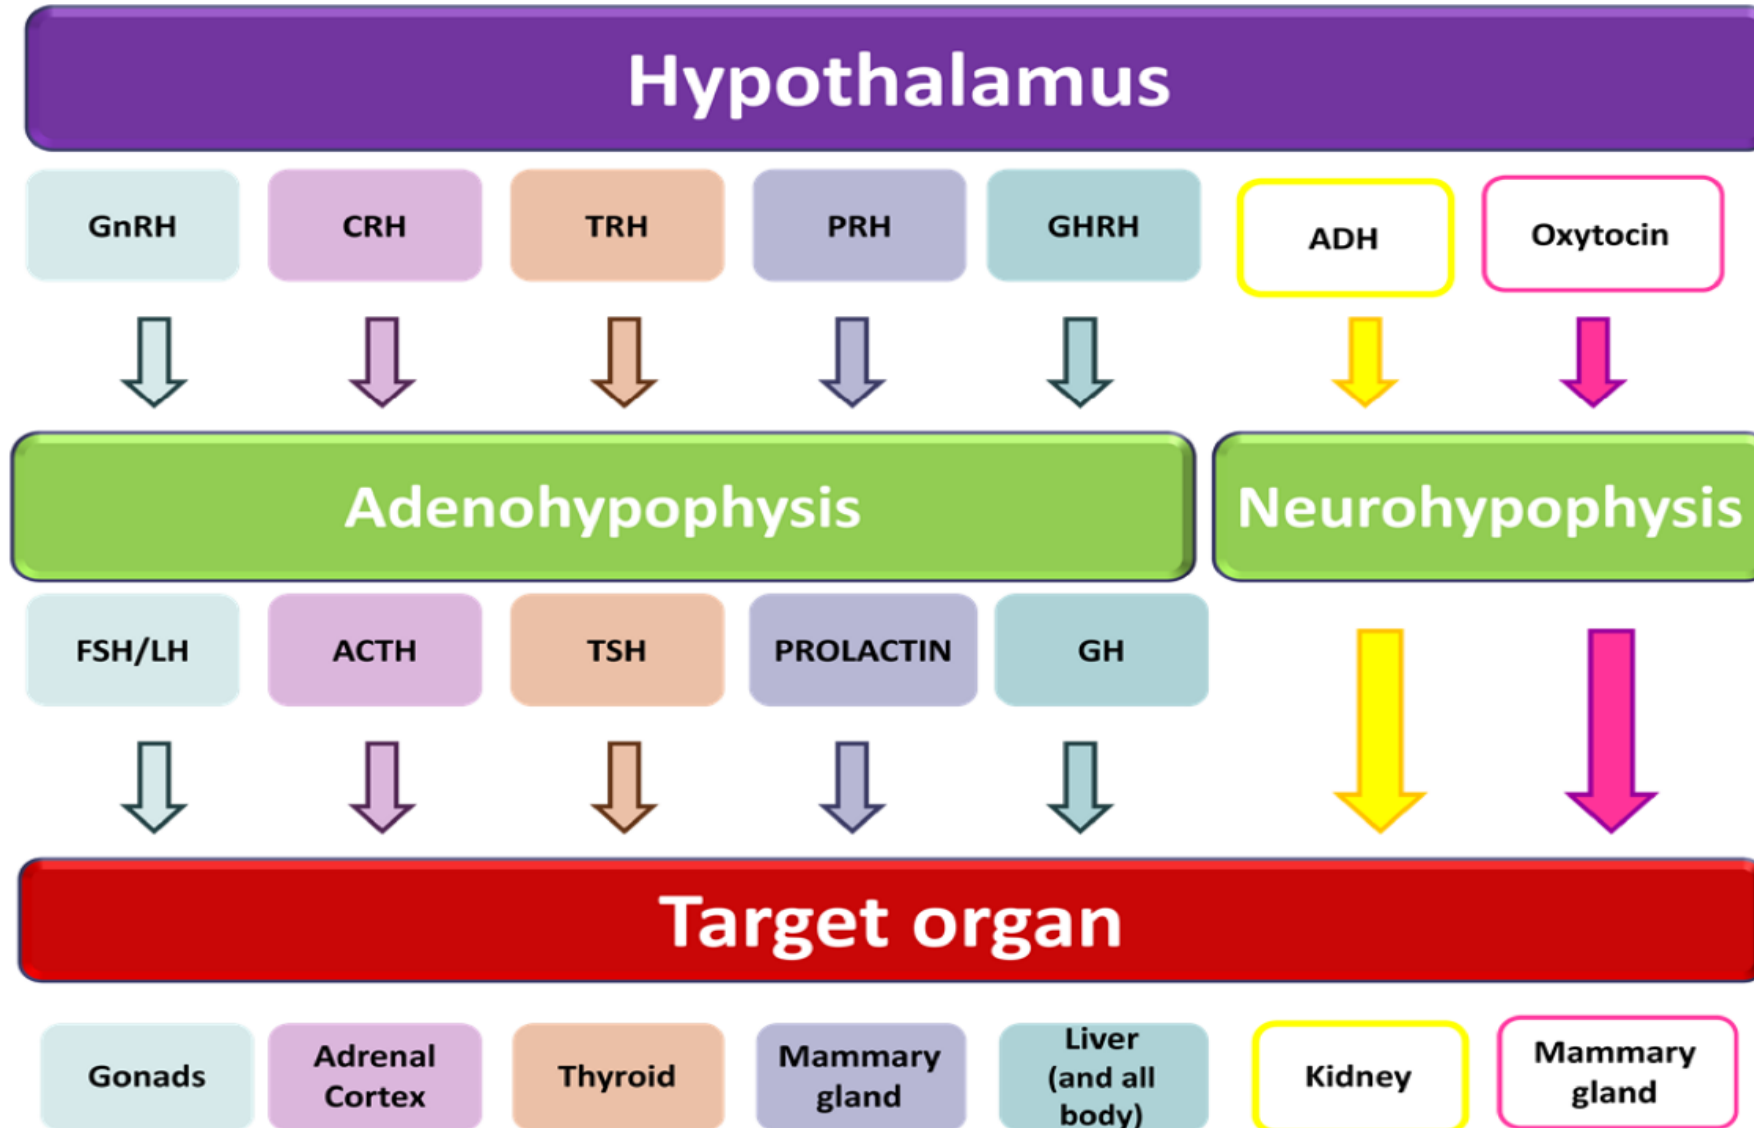 Hypothalamus
GnRH
CRH
TRH
PRH
GHRH
ADH
Oxytocin
Adenohypophysis
Neurohypophysis
FSH/LH
ACTH
TSH
PROLACTIN
GH
Target organ
Gonads
Adrenal
Cortex
Thyroid
Mammary
gland
Liver
(and all
body)
Kidney
Mammary
gland